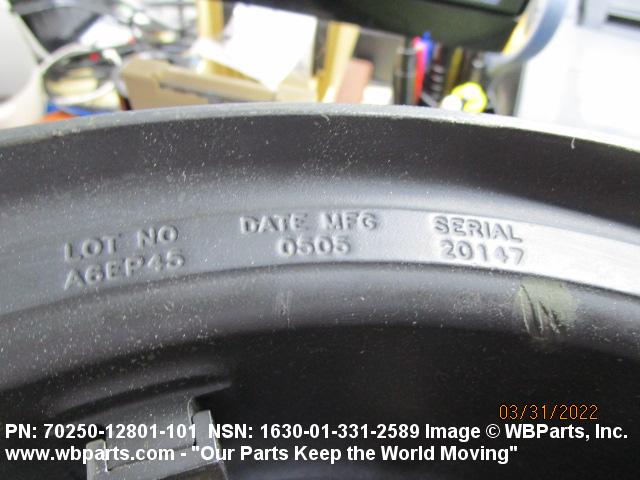 LOT NO
A6EP45
DATE MFG
0505
SERIAL
20147
03/31/2022
PN: 70250-12801-101 NSN: 1630-01-331-2589 Image © WBParts, Inc.
www.wbparts.com - "Our Parts Keep the World Moving"